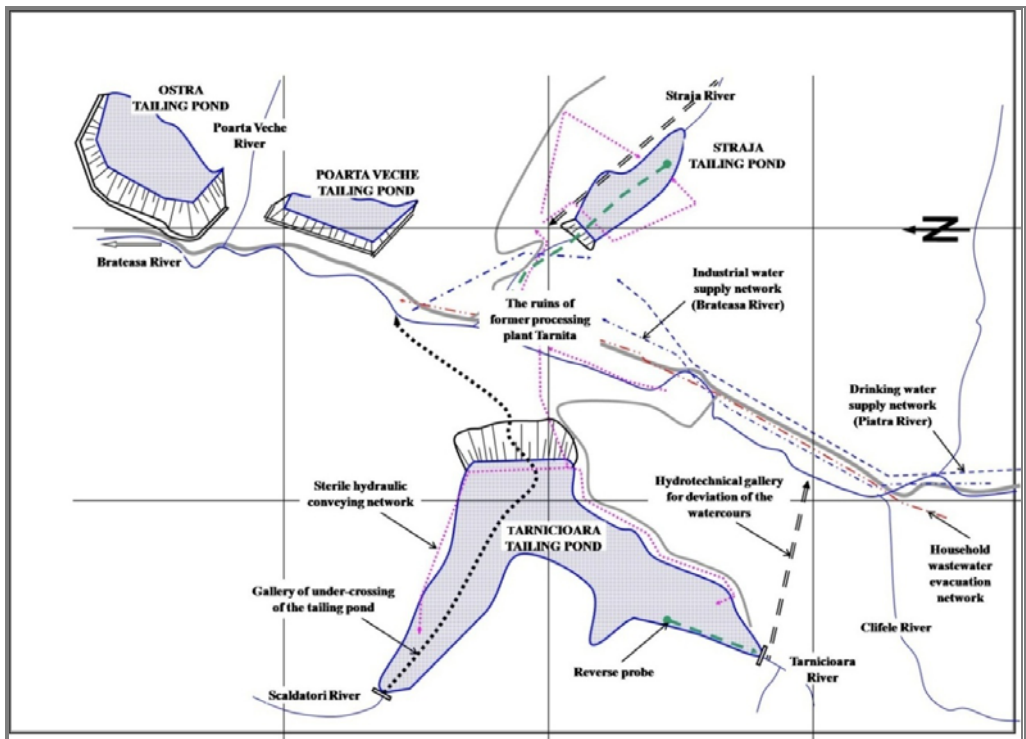 OSTRA
TAILING POND
Poarta Veche
River
POARTA VECHE
TAILING POND
Straja River
STRAJA
TAILING POND
N
Brateasa River
Industrial water
supply network
(Brateasa River)
The ruins of
former processing
plant Tarnita
Drinking water
supply network
(Piatra River)
Sterile hydraulic
conveying network
Hydrotechnical gallery
for deviation of the
watercours
TARNICIOARA
TAILING POND
Household
wastewater
evacuation
network
Gallery of under-crossing
of the tailing pond
Clifele River
Reverse probe
Tarnicioara
River
Scaldatori River